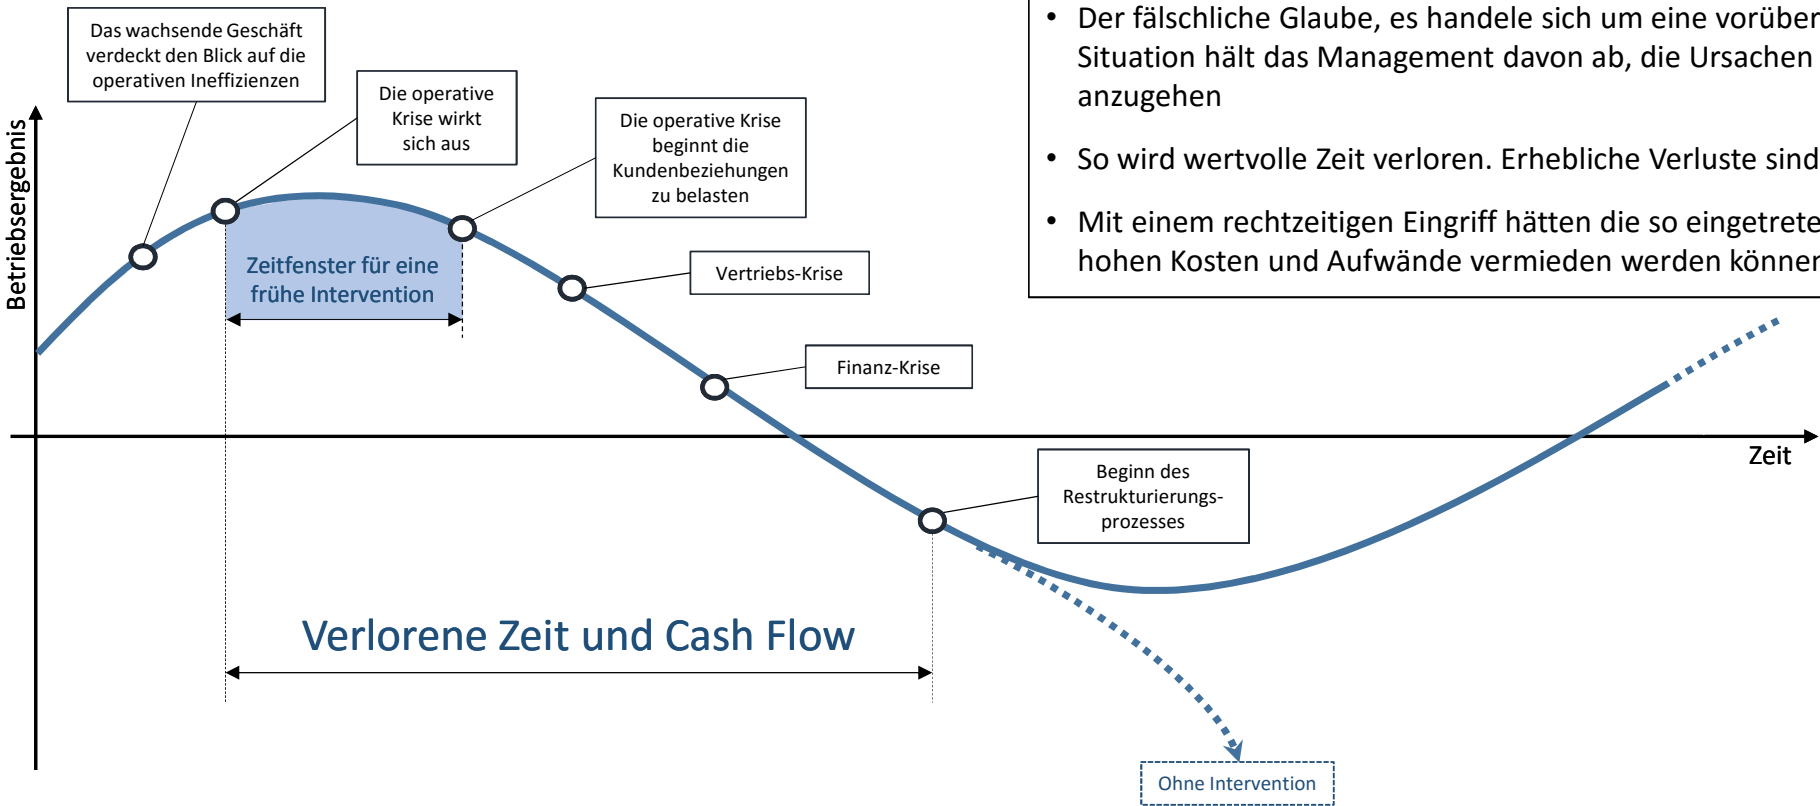 Das wachsende Geschäft
verdeckt den Blick auf die
operativen Ineffizienzen
Die operative
Krise wirkt
sich aus
Die operative Krise
beginnt die
Kundenbeziehungen
zu belasten
• Der fälschliche Glaube, es handele sich um eine vorüber
Situation hält das Management davon ab, die Ursachen
anzugehen
• So wird wertvolle Zeit verloren. Erhebliche Verluste sind
• Mit einem rechtzeitigen Eingriff hätten die so eingetrete
hohen Kosten und Aufwände vermieden werden können
Betriebsergebnis
Zeitfenster für eine
frühe Intervention
Vertriebs-Krise
Finanz-Krise
Zeit
Beginn des
Restrukturierungs-
prozesses
Verlorene Zeit und Cash Flow
Ohne Intervention